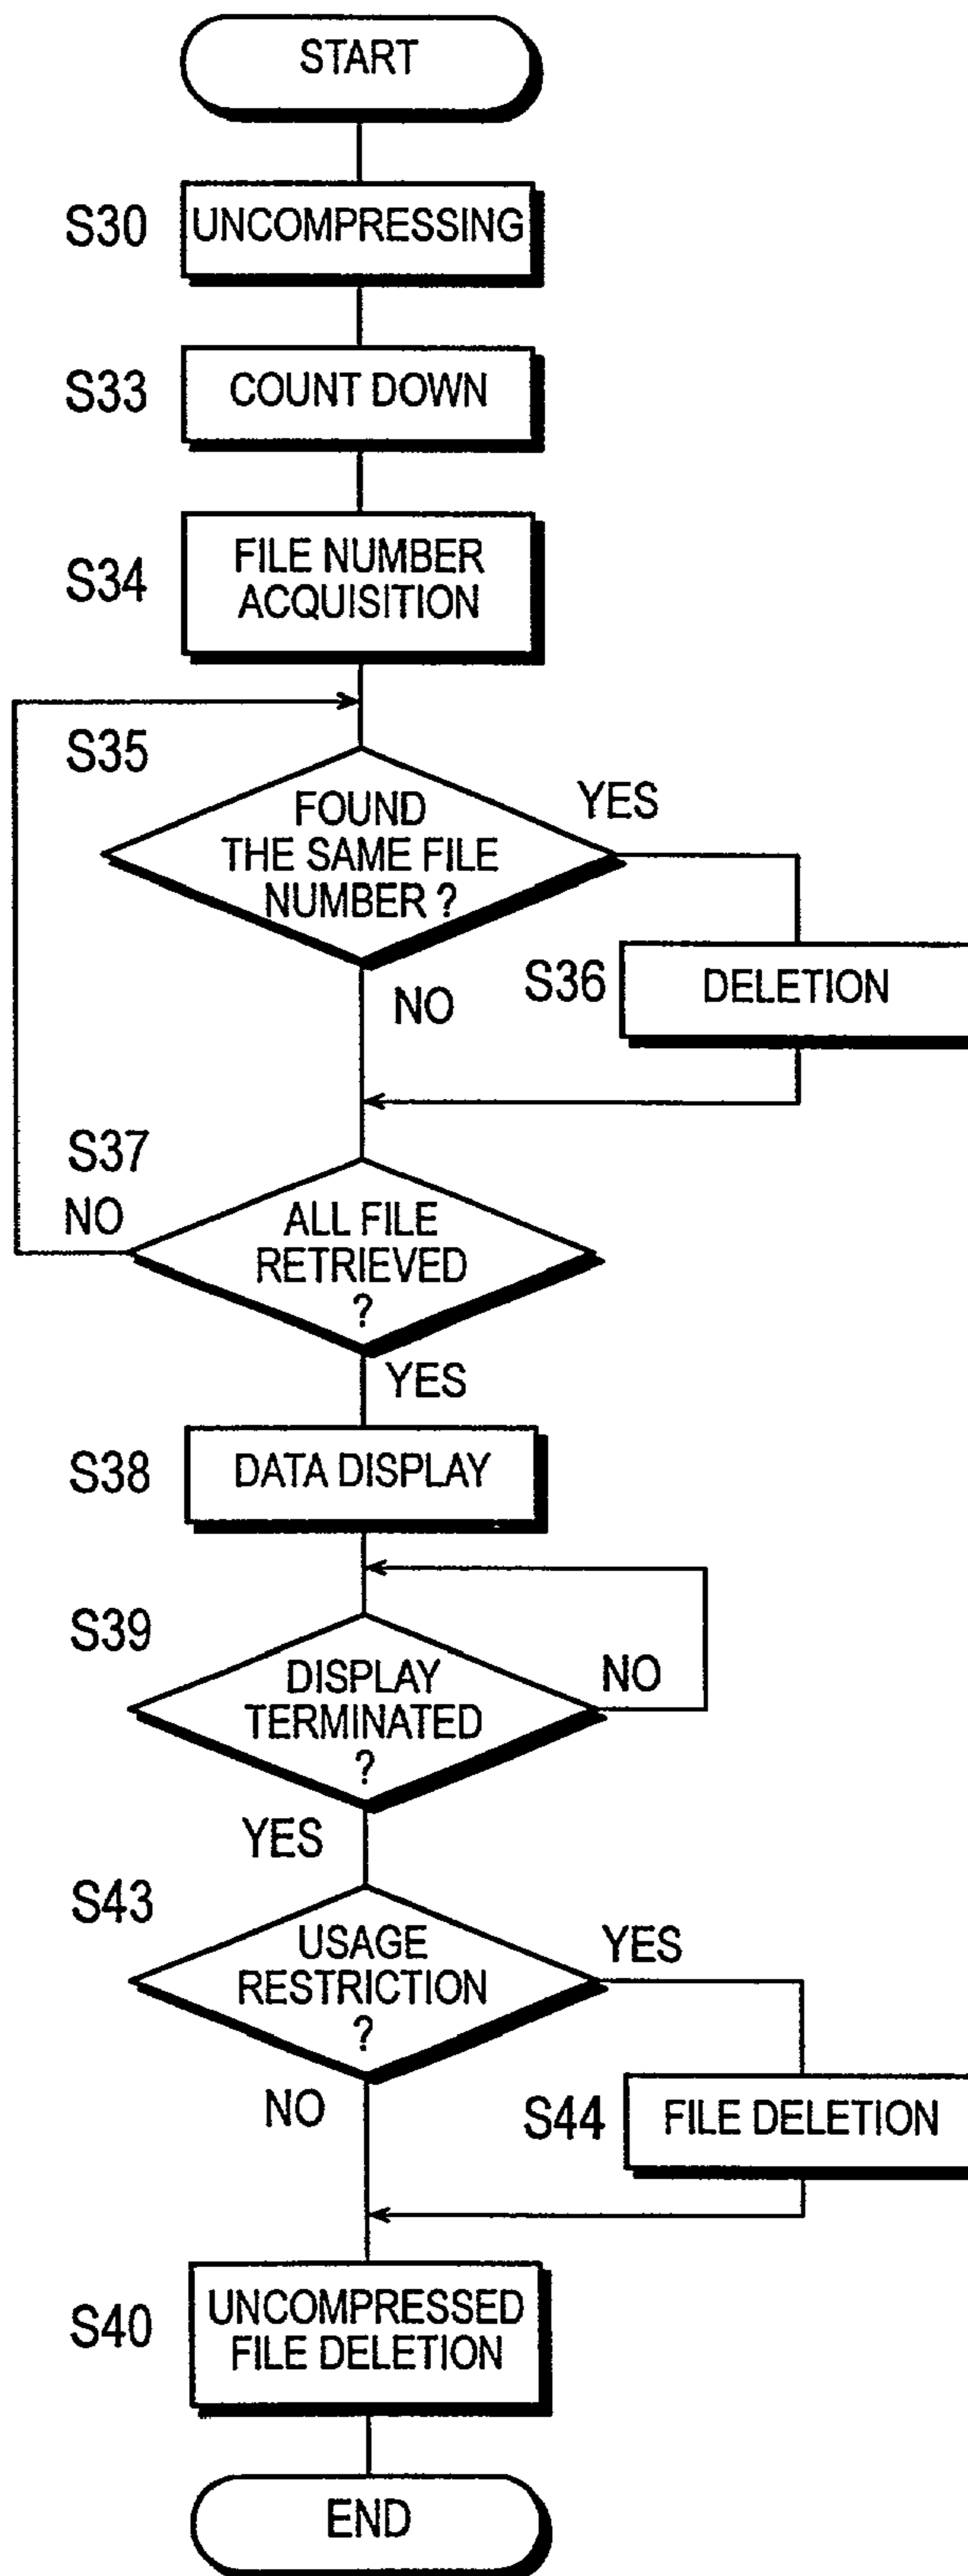 START
S30
UNCOMPRESSING
S33
COUNT DOWN
S34
FILE NUMBER
ACQUISITION
S35
FOUND
THE SAME FILE
NUMBER ?
YES
NO
S36
DELETION
S37
NO
ALL FILE
RETRIEVED
?
YES
S38
DATA DISPLAY
S39
DISPLAY
TERMINATED
?
NO
YES
S43
USAGE
RESTRICTION
?
YES
NO
S44
FILE DELETION
S40
UNCOMPRESSED
FILE DELETION
END